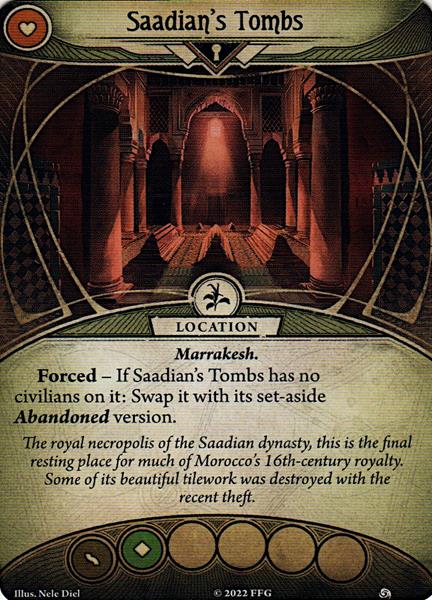 Saadian's Tombs
LOCATION
Marrakesh.
Forced – If Saadian's Tombs has no
civilians on it: Swap it with its set-aside
Abandoned version.
The royal necropolis of the Saadian dynasty, this is the final
resting place for much of Morocco's 16th-century royalty.
Some of its beautiful tilework was destroyed with the
recent theft.
Illus. Nele Diel
© 2022 FFG